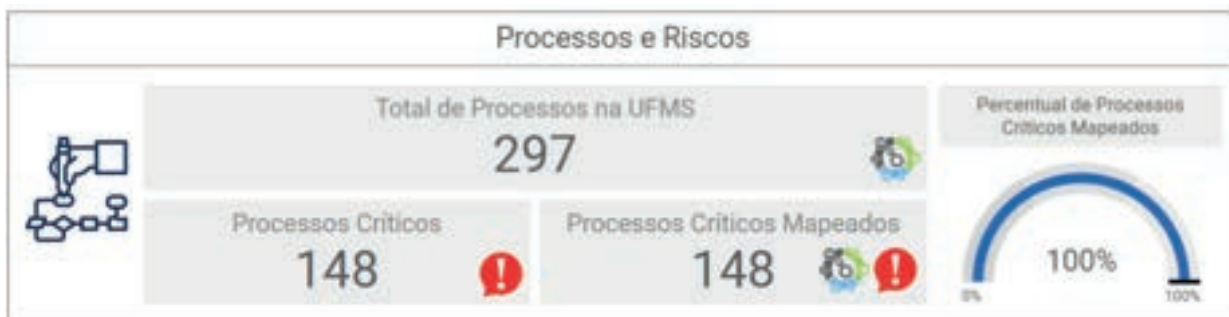 Processos e Riscos
Total de Processos na UFMS
297
Processos Críticos
148
Processos Críticos Mapeados
148
Percentual de Processos
Críticos Mapeados
100%
0%
100%